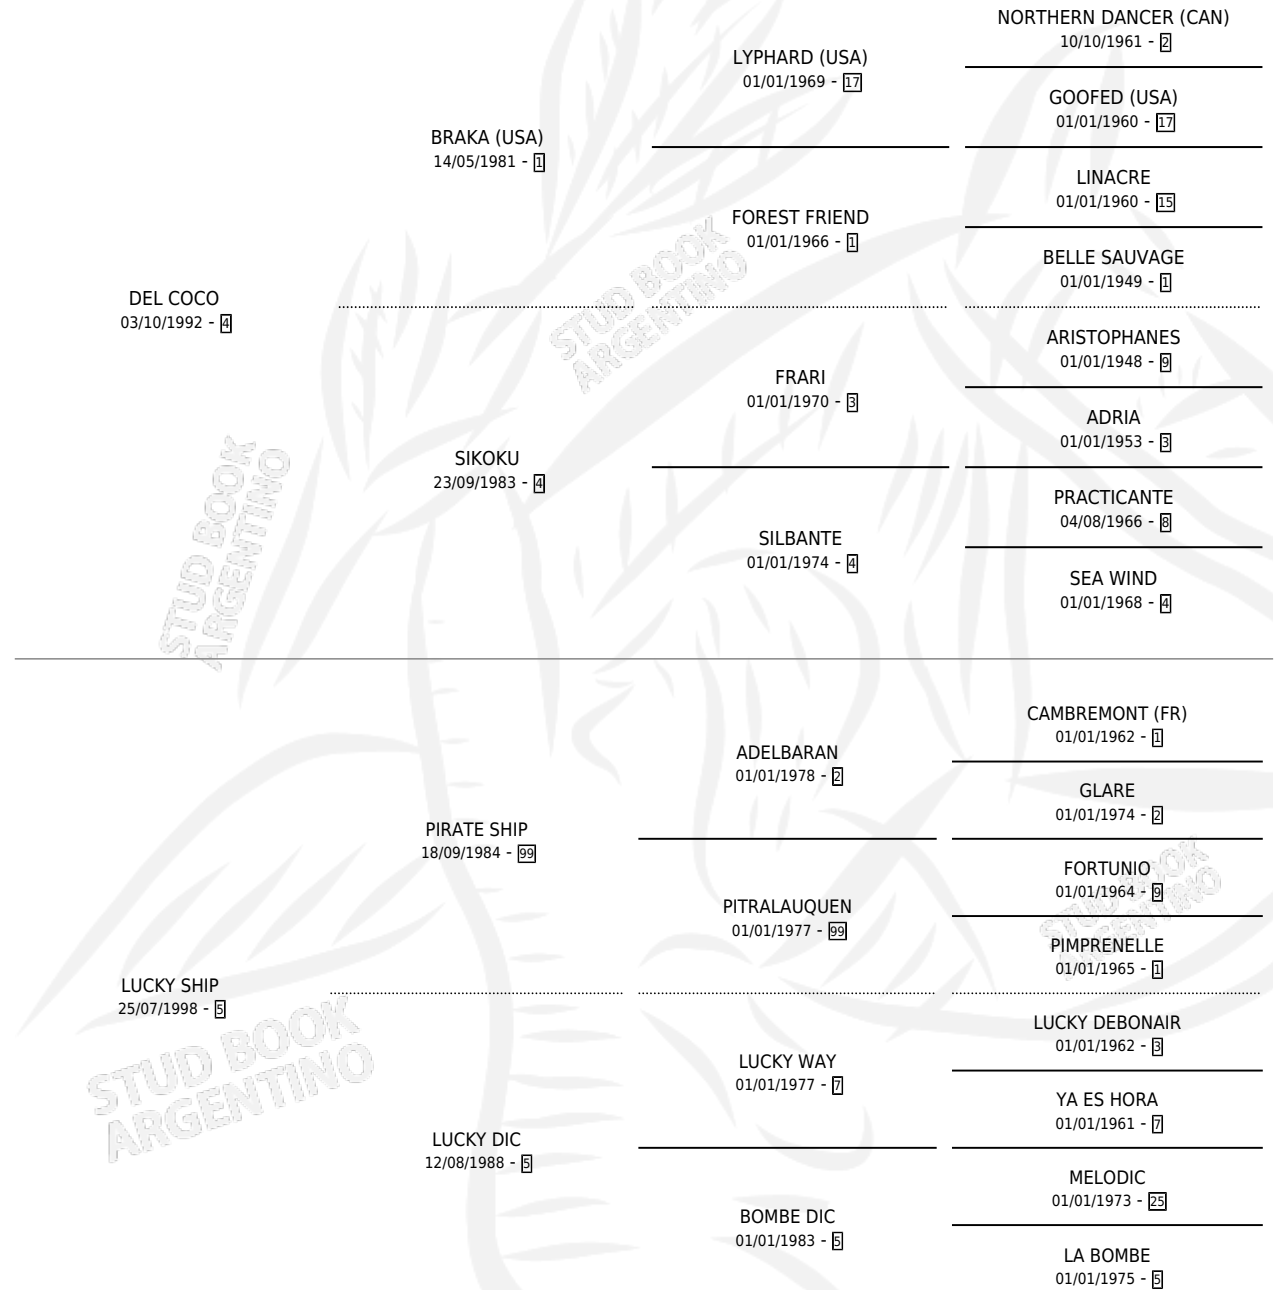 NORTHERN DANCER (CAN)
10/10/1961 - 2
LYPHARD (USA)
01/01/1969 - 17
GOOFED (USA)
01/01/1960 - 17
BRAKA (USA)
14/05/1981 - 1
LINACRE
01/01/1960 - 15
FOREST FRIEND
01/01/1966 - 1
BELLE SAUVAGE
01/01/1949 - 1
DEL COCO
03/10/1992 - 4
STUD BOOK
ARGENTINO
ARISTOPHANES
01/01/1948 - 9
FRARI
01/01/1970 - 3
ADRIA
01/01/1953 - 3
SIKOKU
23/09/1983 - 4
PRACTICANTE
04/08/1966 - 8
SILBANTE
01/01/1974 - 4
SEA WIND
01/01/1968 - 4
STUD BOOK
ARGENTINO
CAMBREMONT (FR)
01/01/1962 - 1
ADELBARAN
01/01/1978 - 2
GLARE
01/01/1974 - 2
PIRATE SHIP
18/09/1984 - 99
FORTUNIO
01/01/1964 - 9
PITRALAUQUEN
01/01/1977 - 99
STUD BOOK
ARGENTINO
PIMPRENELLE
01/01/1965 - 1
LUCKY SHIP
25/07/1998 - 5
STUD BOOK
ARGENTINO
LUCKY DEBONAIR
01/01/1962 - 3
LUCKY WAY
01/01/1977 - 7
YA ES HORA
01/01/1961 - 7
LUCKY DIC
12/08/1988 - 5
MELODIC
01/01/1973 - 25
BOMBE DIC
01/01/1983 - 5
LA BOMBE
01/01/1975 - 5